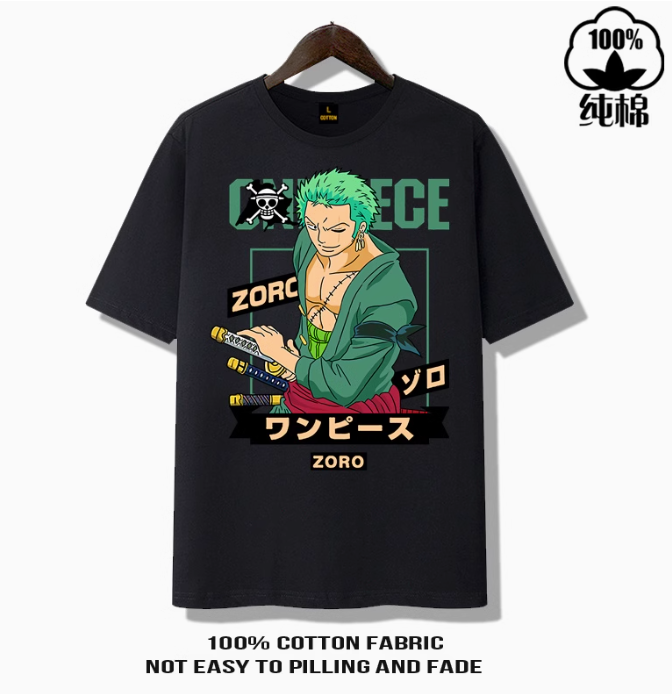 100%
纯棉
L
COTTON
ONE PIECE
ZORO
ゾロ
ワンピース
ZORO
100% COTTON FABRIC
NOT EASY TO PILLING AND FADE